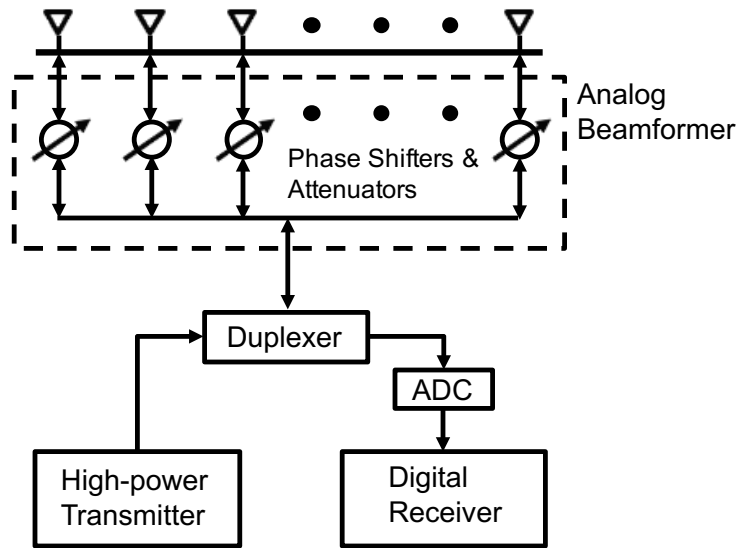 Analog
Beamformer
Phase Shifters &
Attenuators
Duplexer
ADC
High-power
Transmitter
Digital
Receiver